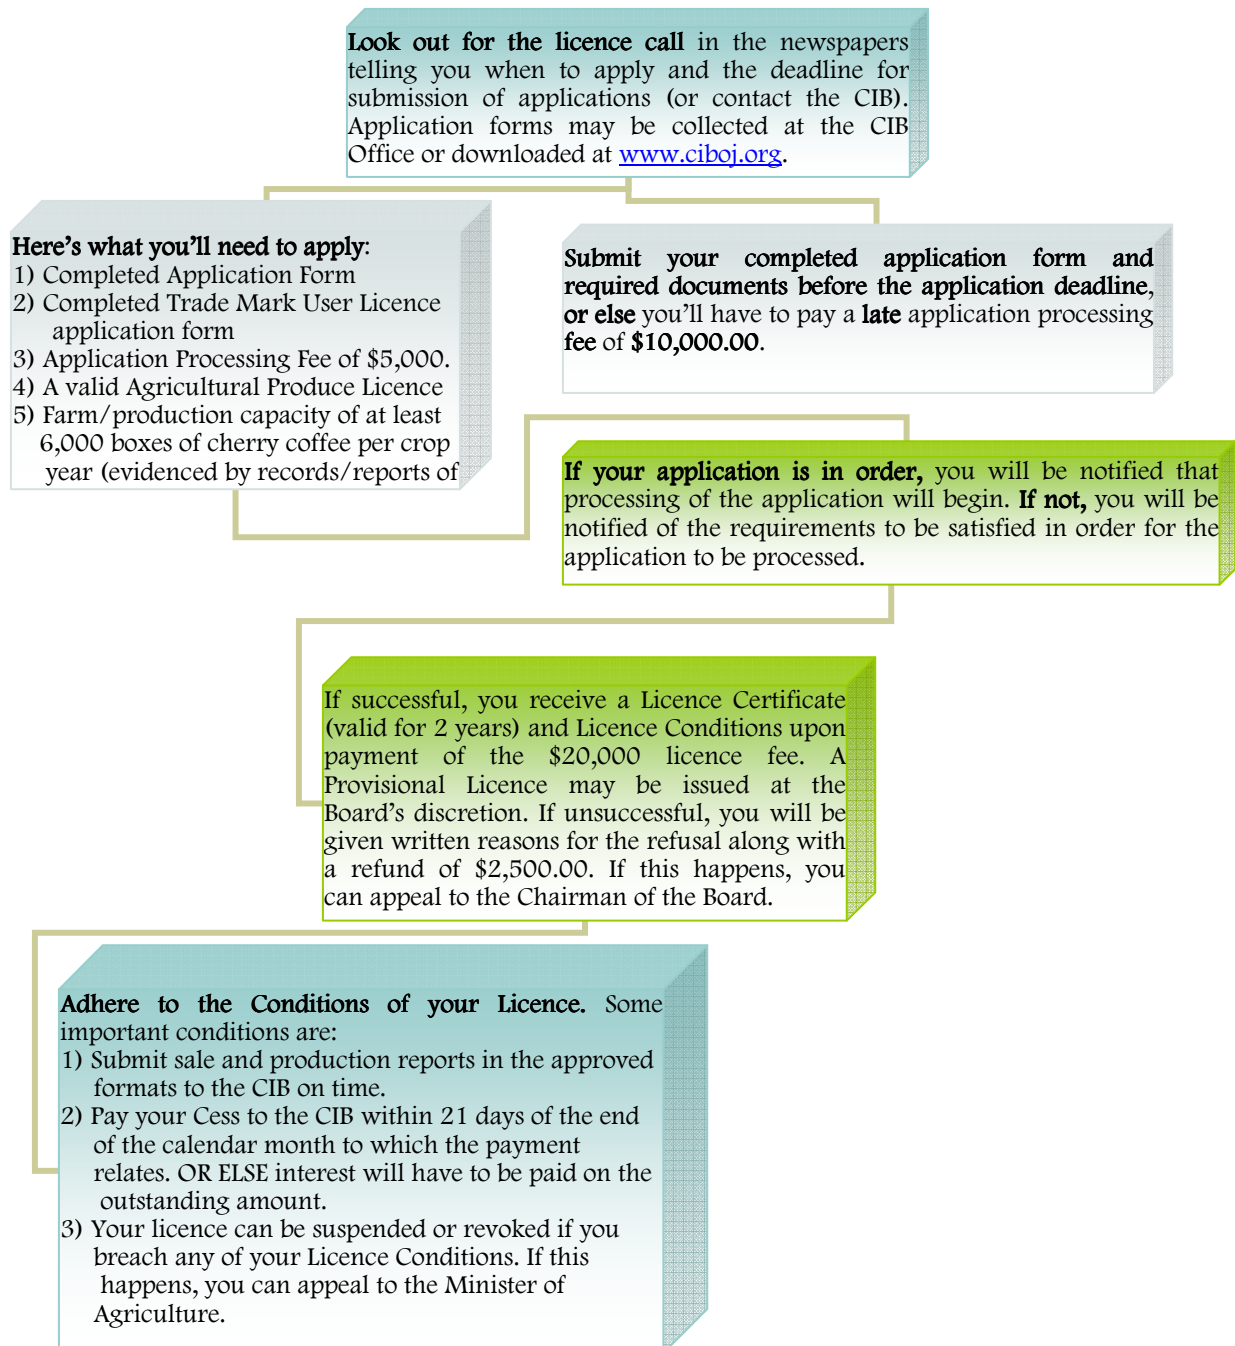 Look out for the licence call in the newspapers
telling you when to apply and the deadline for
submission of applications (or contact the CIB).
Application forms may be collected at the CIB
Office or downloaded at www.ciboj.org.
Here's what you'll need to apply:
1) Completed Application Form
2) Completed Trade Mark User Licence
application form
3) Application Processing Fee of $5,000.
4) A valid Agricultural Produce Licence
5) Farm/production capacity of at least
6,000 boxes of cherry coffee per crop
year (evidenced by records/reports of
Submit your completed application form and
required documents before the application deadline,
or else you'll have to pay a late application processing
fee of $10,000.00.
If your application is in order, you will be notified that
processing of the application will begin. If not, you will be
notified of the requirements to be satisfied in order for the
application to be processed.
If successful, you receive a Licence Certificate
(valid for 2 years) and Licence Conditions upon
payment of the $20,000 licence fee. A
Provisional Licence may be issued at the
Board's discretion. If unsuccessful, you will be
given written reasons for the refusal along with
a refund of $2,500.00. If this happens, you
can appeal to the Chairman of the Board.
Adhere to the Conditions of your Licence. Some
important conditions are:
1) Submit sale and production reports in the approved
formats to the CIB on time.
2) Pay your Cess to the CIB within 21 days of the end
of the calendar month to which the payment
relates. OR ELSE interest will have to be paid on the
outstanding amount.
3) Your licence can be suspended or revoked if you
breach any of your Licence Conditions. If this
happens, you can appeal to the Minister of
Agriculture.